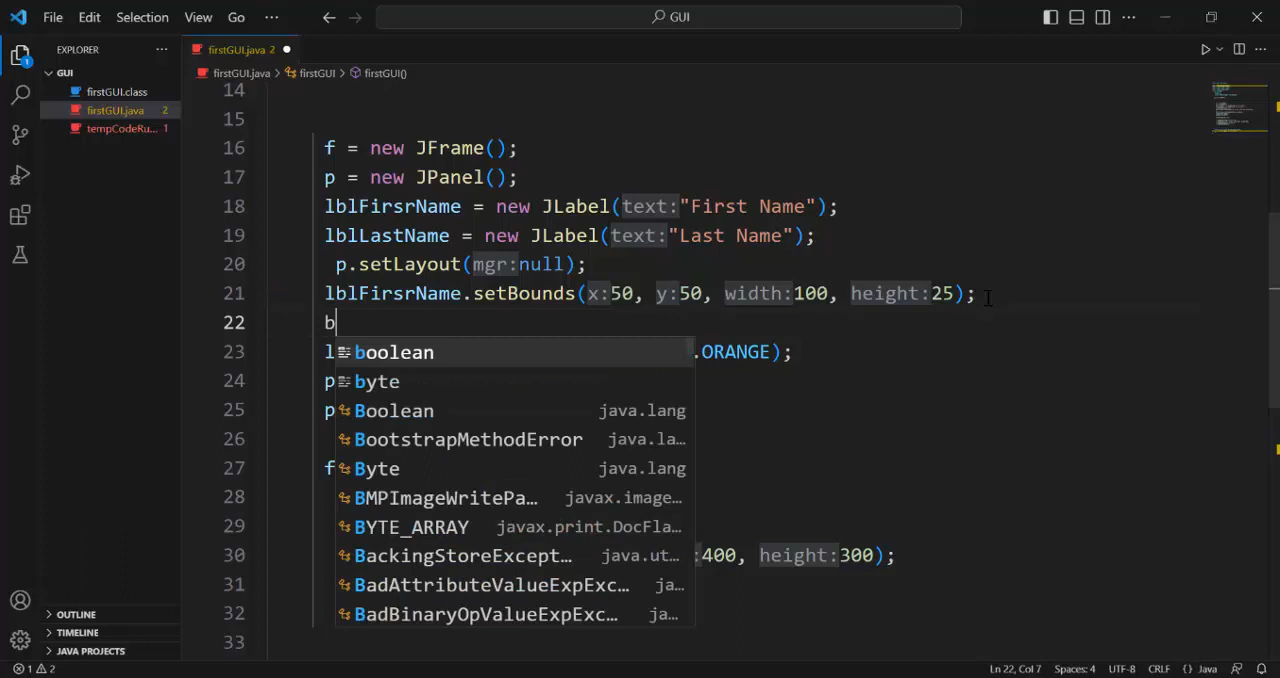 File Edit Selection View Go ··· GUI
EXPLORER ···
GUI
firstGUI.class
firstGUI.java 2
tempCodeRu... 1
firstGUI.java 2
firstGUI.java > firstGUI > firstGUI()
14
15
16 f = new JFrame();
17 p = new JPanel();
18 lblFirsrName = new JLabel(text:"First Name");
19 lblLastName = new JLabel(text:"Last Name");
20 p.setLayout(mgr:null);
21 lblFirsrName.setBounds(x:50, y:50, width:100, height:25);
22 b
23 l .ORANGE);
24 p
25 p
26
27 f
28
29
30 :400, height:300);
31
32
33
boolean
byte
Boolean java.lang
BootstrapMethodError java.la...
Byte java.lang
BMPImageWritePa... javax.image...
BYTE_ARRAY javax.print.DocFla...
BackingStoreExcept... java.ut...
BadAttributeValueExpExc... ja...
BadBinaryOpValueExpExc... ja...
OUTLINE
TIMELINE
JAVA PROJECTS
1 2 Ln 22, Col 7 Spaces: 4 UTF-8 CRLF {} Java